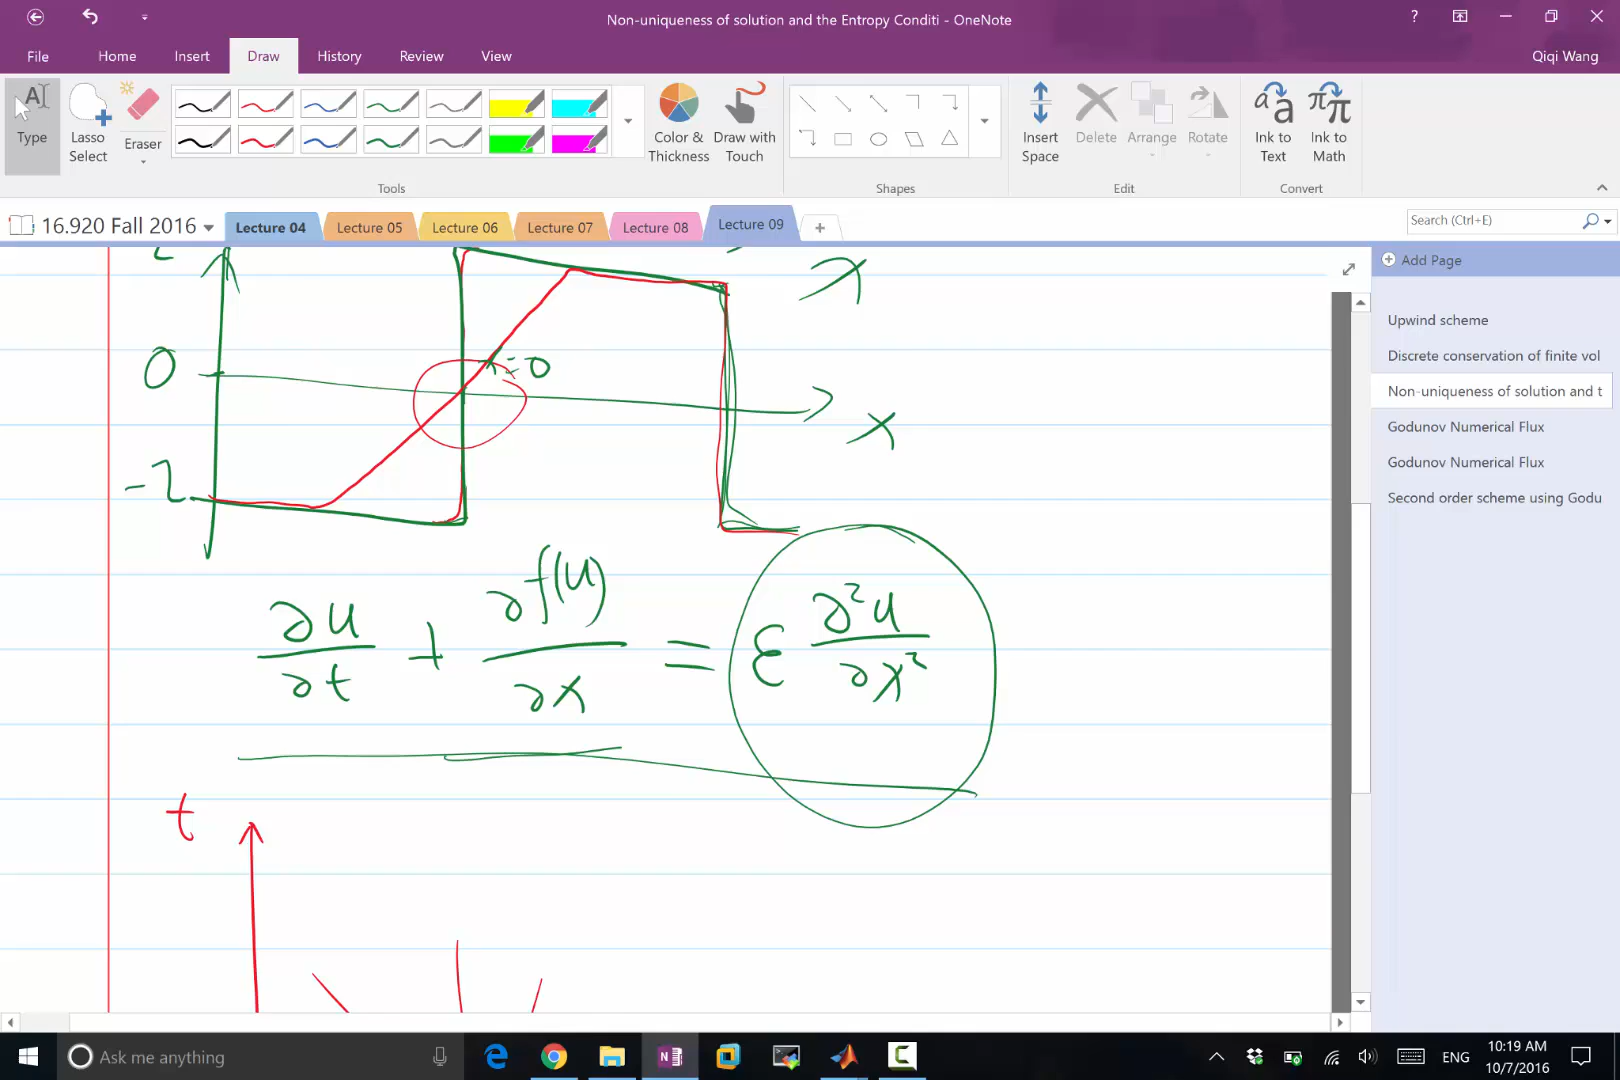 Non-uniqueness of solution and the Entropy Conditi - OneNote
?
File Home Insert Draw History Review View
Qiqi Wang
Type
Lasso Select
Eraser
Color & Thickness
Draw with Touch
Insert Space
Delete
Arrange
Rotate
Ink to Text
Ink to Math
Tools
Shapes
Edit
Convert
16.920 Fall 2016
Lecture 04
Lecture 05
Lecture 06
Lecture 07
Lecture 08
Lecture 09
+
Search (Ctrl+E)
Add Page
Upwind scheme
Discrete conservation of finite vol
Non-uniqueness of solution and t
Godunov Numerical Flux
Godunov Numerical Flux
Second order scheme using Godu
x
0
x=0
x
-2
∂u/∂t + ∂f(u)/∂x = ε ∂²u/∂x²
t
Ask me anything
ENG
10:19 AM
10/7/2016